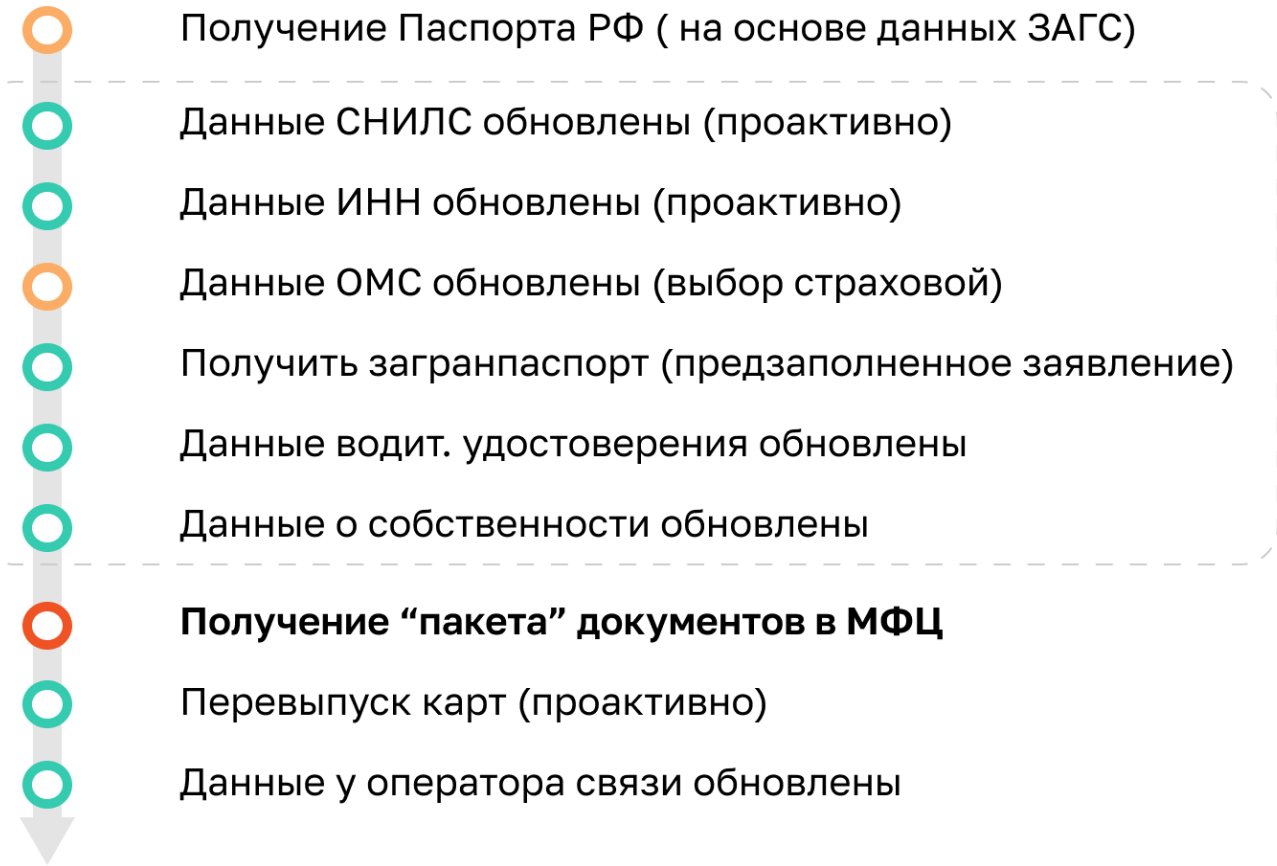 Получение Паспорта РФ ( на основе данных ЗАГС)
Данные СНИЛС обновлены (проактивно)
Данные ИНН обновлены (проактивно)
Данные ОМС обновлены (выбор страховой)
Получить загранпаспорт (предзаполненное заявление)
Данные водит. удостоверения обновлены
Данные о собственности обновлены
Получение “пакета” документов в МФЦ
Перевыпуск карт (проактивно)
Данные у оператора связи обновлены